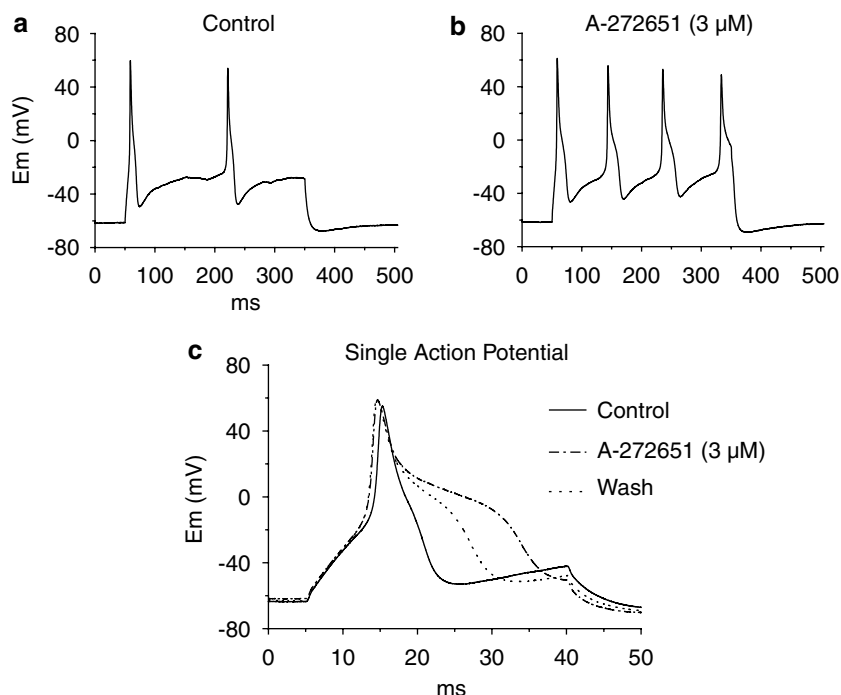 a
Control
b
A-272651 (3 µM)
Em (mV)
80
40
0
-40
-80
0 100 200 300 400 500
ms
80
40
0
-40
-80
0 100 200 300 400 500
c
Single Action Potential
Em (mV)
80
40
0
-40
-80
Control
A-272651 (3 µM)
Wash
0 10 20 30 40 50
ms